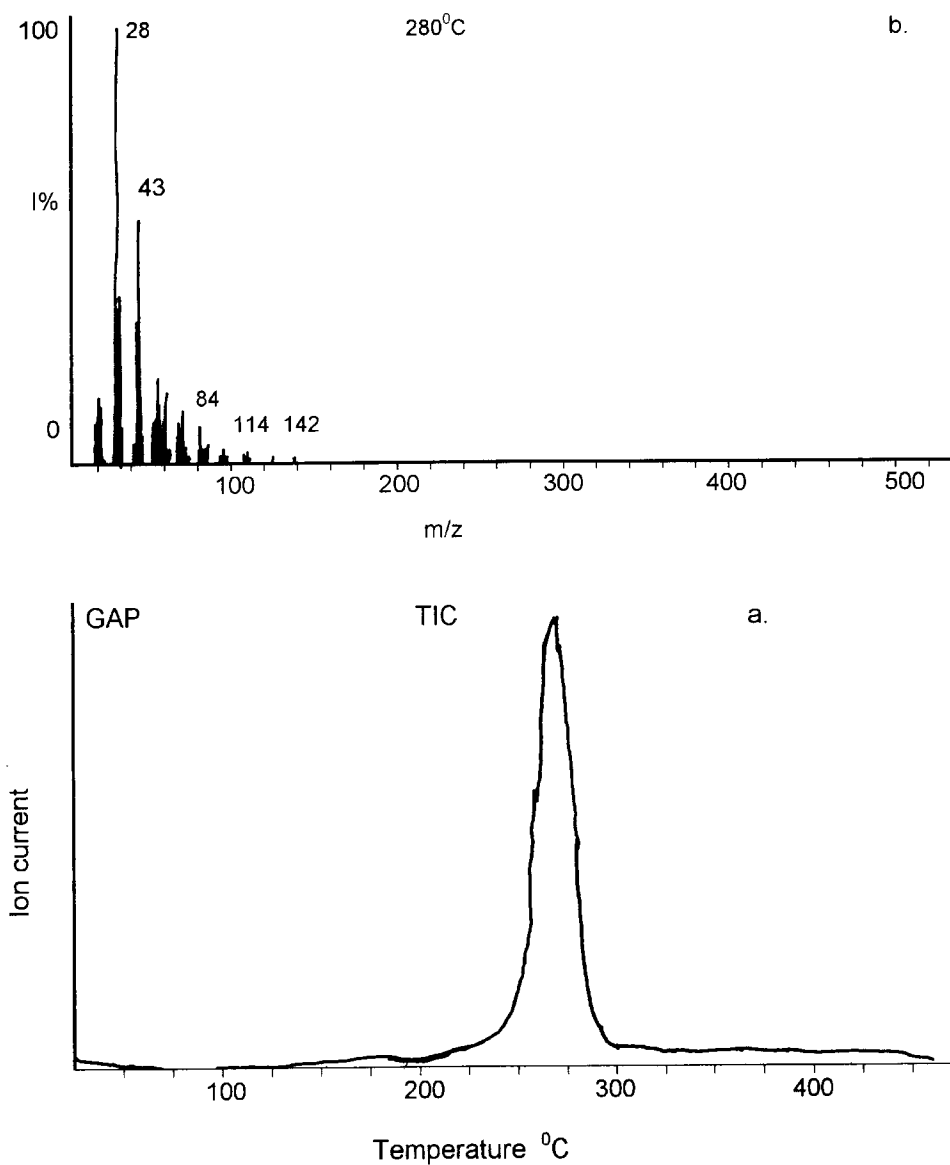 100 28 280⁰C b.
I% 43
0 84 114 142
100 200 300 400 500
m/z
GAP TIC a.
Ion current
100 200 300 400
Temperature ⁰C